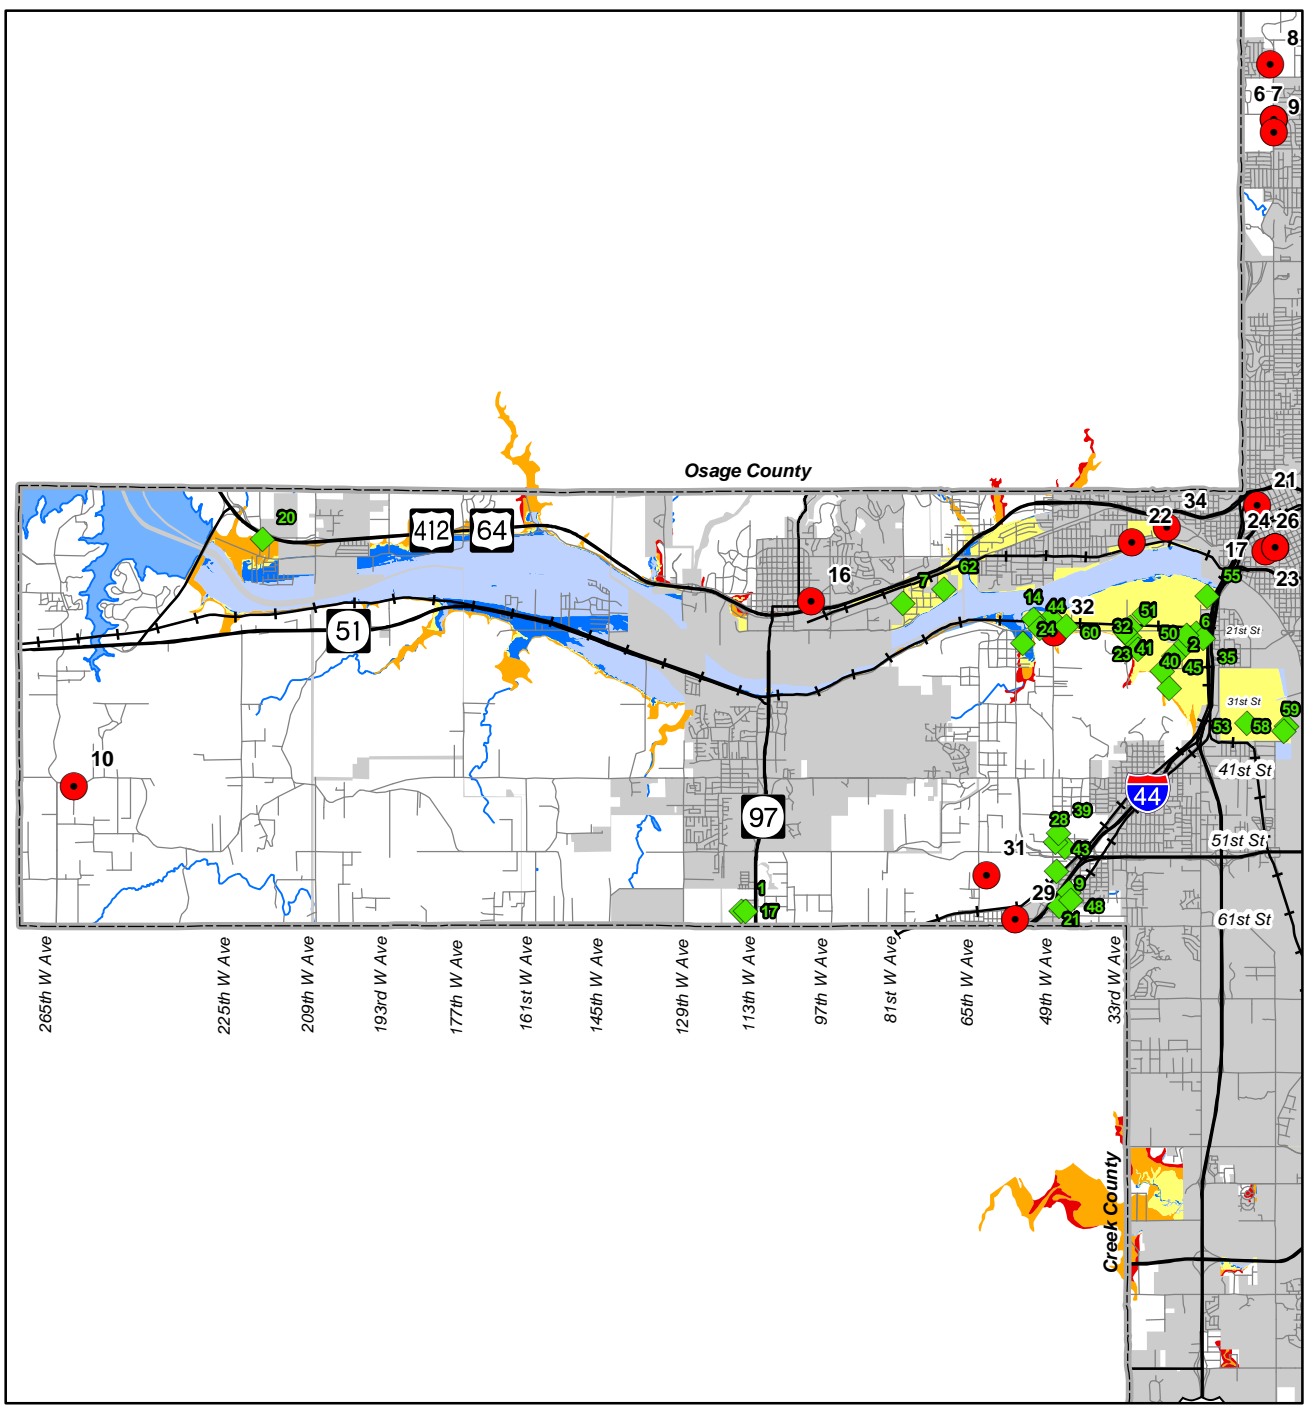 8
6 7
9
Osage County
21
20
34
412
64
22
24 26
62
17
16
7
55
23
14
44
32
51
6
51
24
60
32
50
21st St
2
23
41
35
40
45
31st St
59
53
58
10
41st St
44
97
39
28
51st St
31
43
1
29
9
17
48
21
61st St
265th W Ave
225th W Ave
209th W Ave
193rd W Ave
177th W Ave
161st W Ave
145th W Ave
129th W Ave
113th W Ave
97th W Ave
81st W Ave
65th W Ave
49th W Ave
33rd W Ave
Creek County